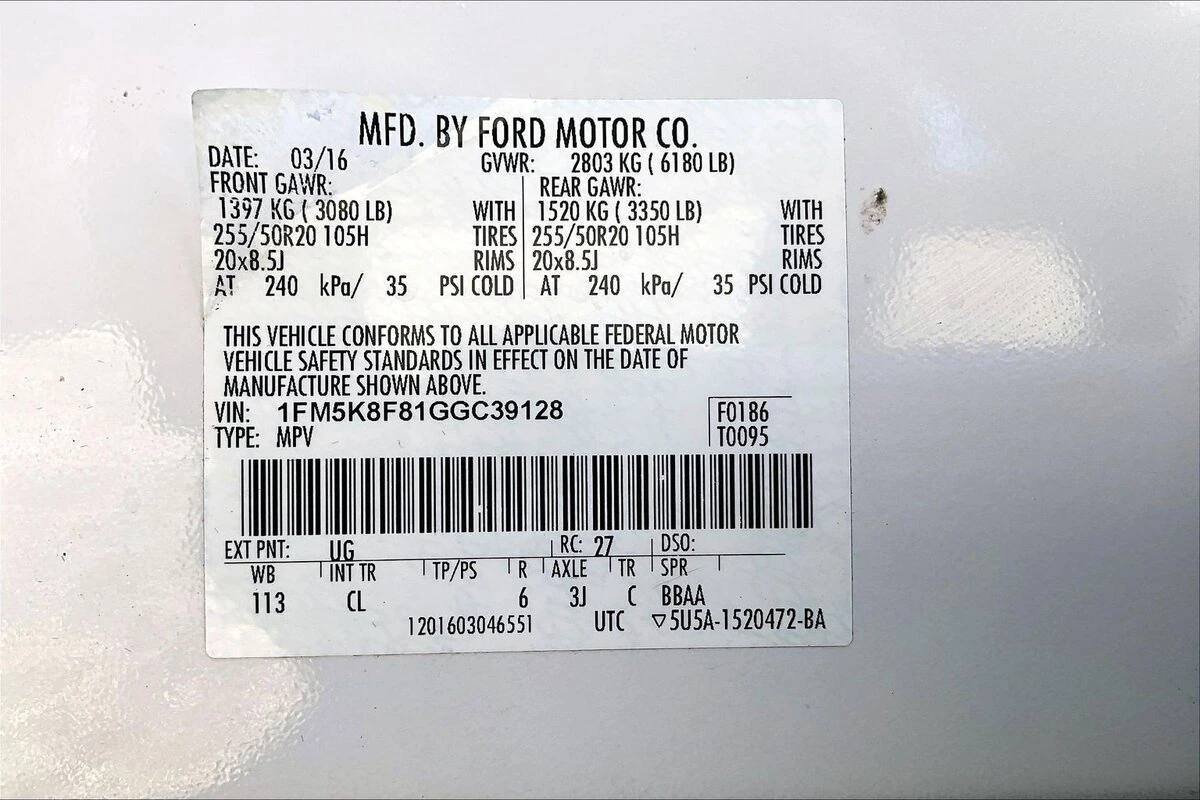 MFD. BY FORD MOTOR CO.
DATE: 03/16 GVWR: 2803 KG ( 6180 LB)
FRONT GAWR: REAR GAWR:
1397 KG ( 3080 LB) WITH 1520 KG ( 3350 LB) WITH
255/50R20 105H TIRES 255/50R20 105H TIRES
20x8.5J RIMS 20x8.5J RIMS
AT 240 kPa/ 35 PSI COLD AT 240 kPa/ 35 PSI COLD
THIS VEHICLE CONFORMS TO ALL APPLICABLE FEDERAL MOTOR
VEHICLE SAFETY STANDARDS IN EFFECT ON THE DATE OF
MANUFACTURE SHOWN ABOVE.
VIN: 1FM5K8F81GGC39128 F0186
TYPE: MPV T0095
EXT PNT: UG RC: 27 DSO:
WB INT TR TP/PS R AXLE TR SPR
113 CL 6 3J C BBAA
1201603046551 UTC ▽5U5A-1520472-BA